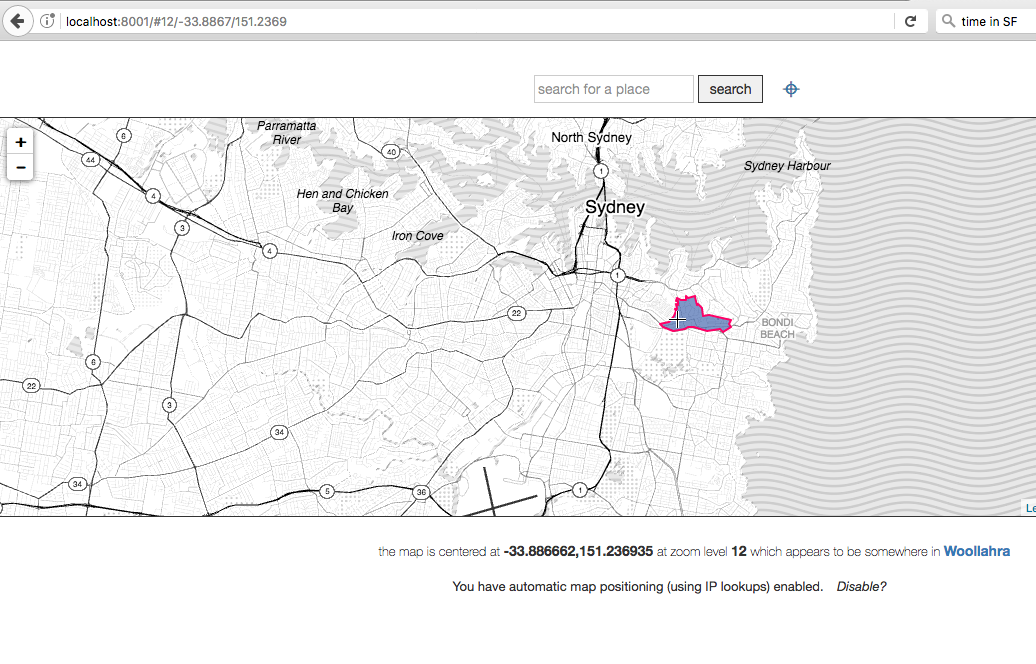 localhost:8001/#12/-33.8867/151.2369
time in SF
search for a place
search
+
-
Parramatta
River
North Sydney
Sydney Harbour
Hen and Chicken
Bay
Sydney
Iron Cove
BONDI
BEACH
6
44
40
1
4
3
4
1
22
6
22
3
34
34
5
36
1
Le
the map is centered at -33.886662,151.236935 at zoom level 12 which appears to be somewhere in Woollahra
You have automatic map positioning (using IP lookups) enabled. Disable?